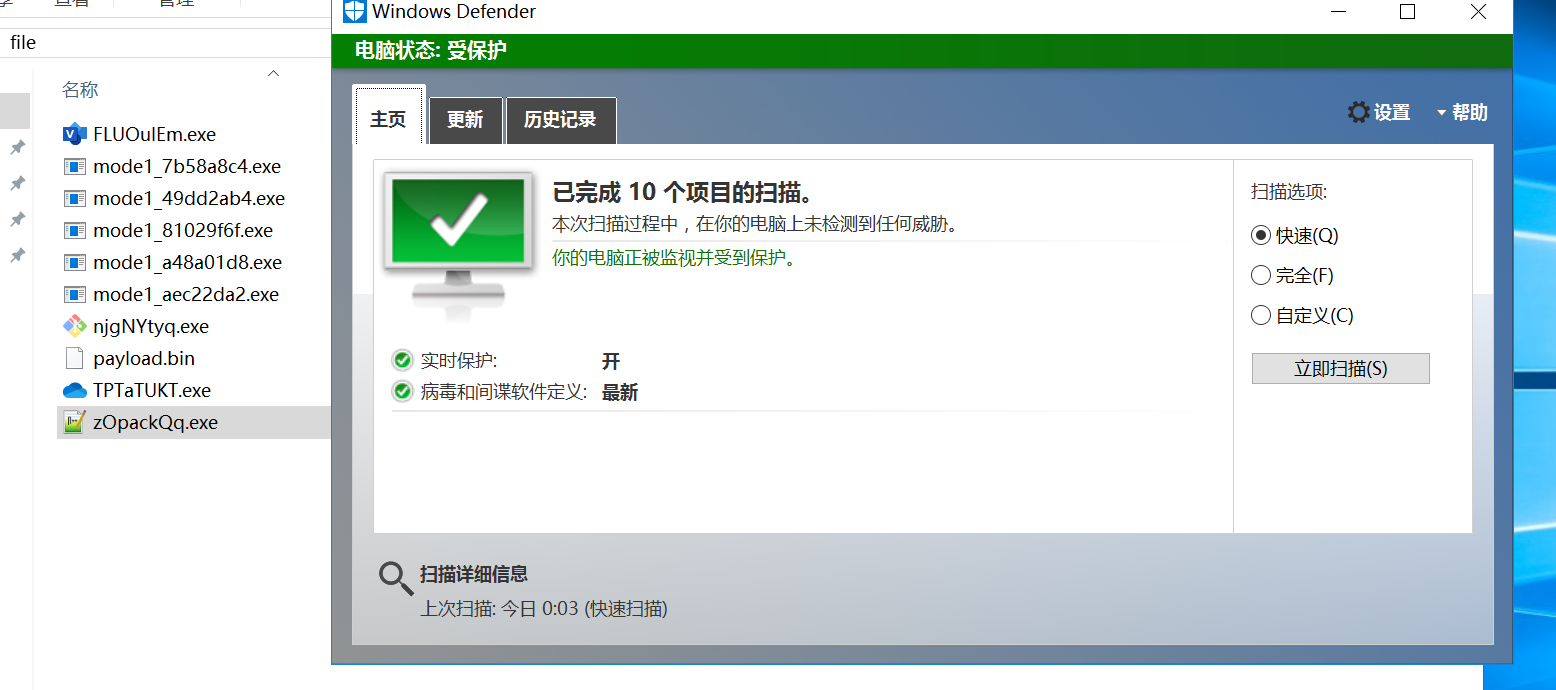 查看
管理
Windows Defender
file
电脑状态: 受保护
名称
主页
更新
历史记录
设置
帮助
FLUOulEm.exe
mode1_7b58a8c4.exe
mode1_49dd2ab4.exe
mode1_81029f6f.exe
mode1_a48a01d8.exe
mode1_aec22da2.exe
njgNYtyq.exe
payload.bin
TPTaTUKT.exe
zOpackQq.exe
已完成 10 个项目的扫描。
本次扫描过程中，在你的电脑上未检测到任何威胁。
你的电脑正被监视并受到保护。
实时保护: 开
病毒和间谍软件定义: 最新
扫描选项:
快速(Q)
完全(F)
自定义(C)
立即扫描(S)
扫描详细信息
上次扫描: 今日 0:03 (快速扫描)